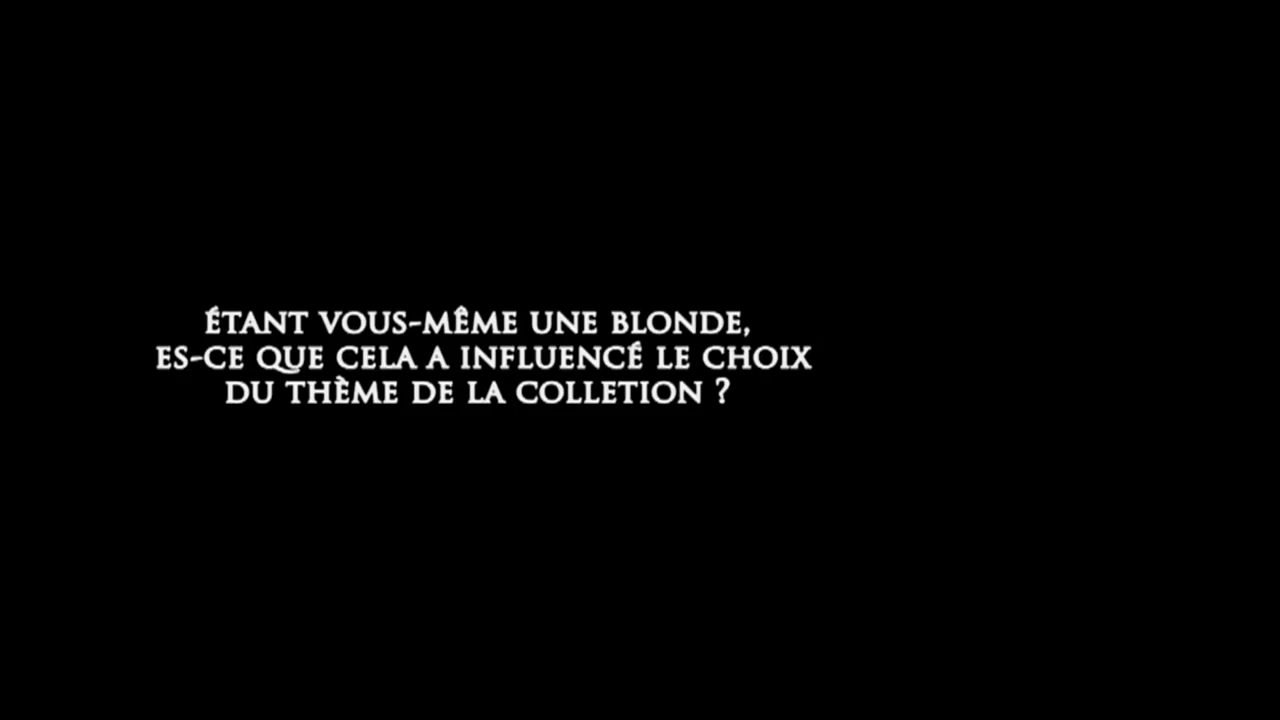 ÉTANT VOUS-MÊME UNE BLONDE,
ES-CE QUE CELA A INFLUENCÉ LE CHOIX
DU THÈME DE LA COLLETION ?